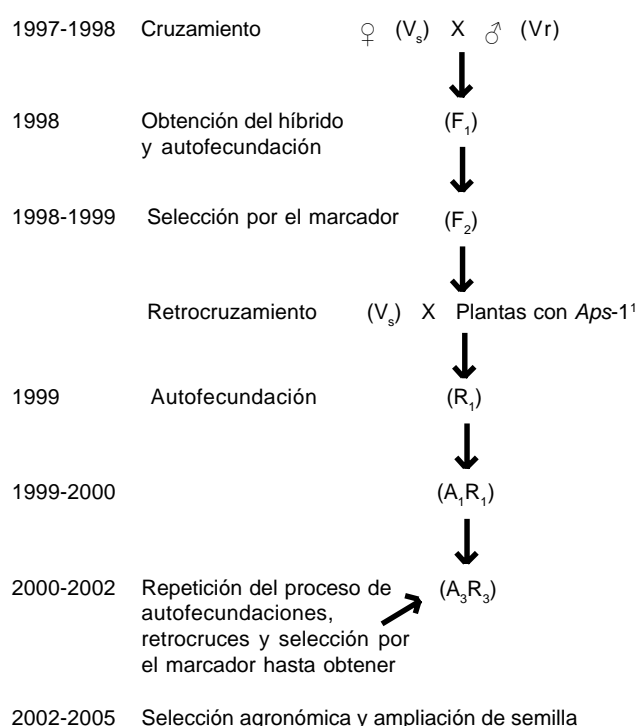 1997-1998 Cruzamiento ♀ (Vₛ) X ♂ (Vr)
1998 Obtención del híbrido (F₁)
y autofecundación
1998-1999 Selección por el marcador (F₂)
Retrocruzamiento (Vₛ) X Plantas con Aps-1¹
1999 Autofecundación (R₁)
1999-2000 (A₁R₁)
2000-2002 Repetición del proceso de (A₃R₃)
autofecundaciones,
retrocruces y selección por
el marcador hasta obtener
2002-2005 Selección agronómica y ampliación de semilla